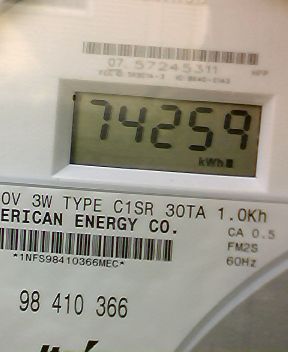 07 57245311
74259
kWh
0V 3W TYPE C1SR 30TA 1.0Kh
ERICAN ENERGY CO.
CA 0.5
FM2S
*1NFS98410366MEC*
60Hz
98 410 366